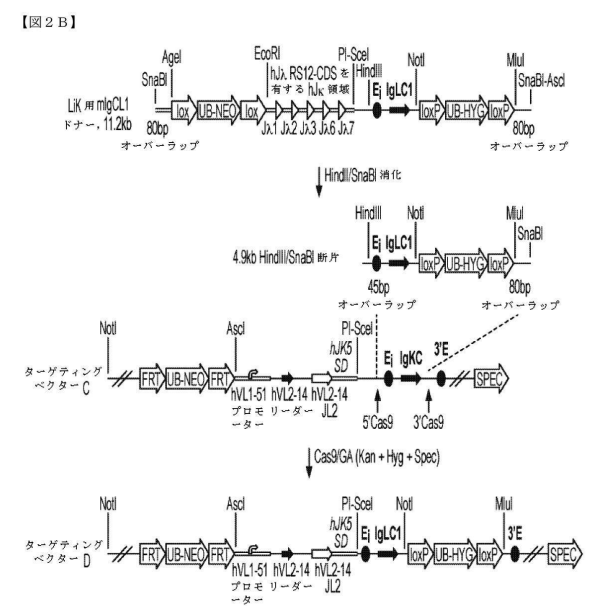 【図２Ｂ】
EcoRI
PI-SceI
AgeI
hJλ RS12-CDS を
HindIII
NotI
MluI
SnaBI
有する hJκ 領域
Ei IgLC1
SnaBI-AscI
LiK 用 mIgCL1
ドナー, 11.2kb
lox UB-NEO lox
Jλ1 Jλ2 Jλ3 Jλ6 Jλ7
loxP UB-HYG loxP
80bp
オーバーラップ
80bp
オーバーラップ
HindII/SnaBI 消化
HindIII NotI MluI
SnaBI
Ei IgLC1
4.9kb HindIII/SnaBI 断片
loxP UB-HYG loxP
45bp
オーバーラップ
80bp
オーバーラップ
NotI AscI PI-SceI
hJK5
SD
Ei IgKC 3'E
ターゲティング
ベクターC
FRT UB-NEO FRT
SPEC
hVL1-51
プロモ
ーター
hVL2-14
リーダー
hVL2-14
JL2
5'Cas9 3'Cas9
Cas9/GA (Kan + Hyg + Spec)
NotI AscI PI-SceI NotI MluI
hJK5
SD
Ei IgLC1 3'E
ターゲティング
ベクターD
FRT UB-NEO FRT
loxP UB-HYG loxP
SPEC
hVL1-51
プロモ
ーター
hVL2-14
リーダー
hVL2-14
JL2